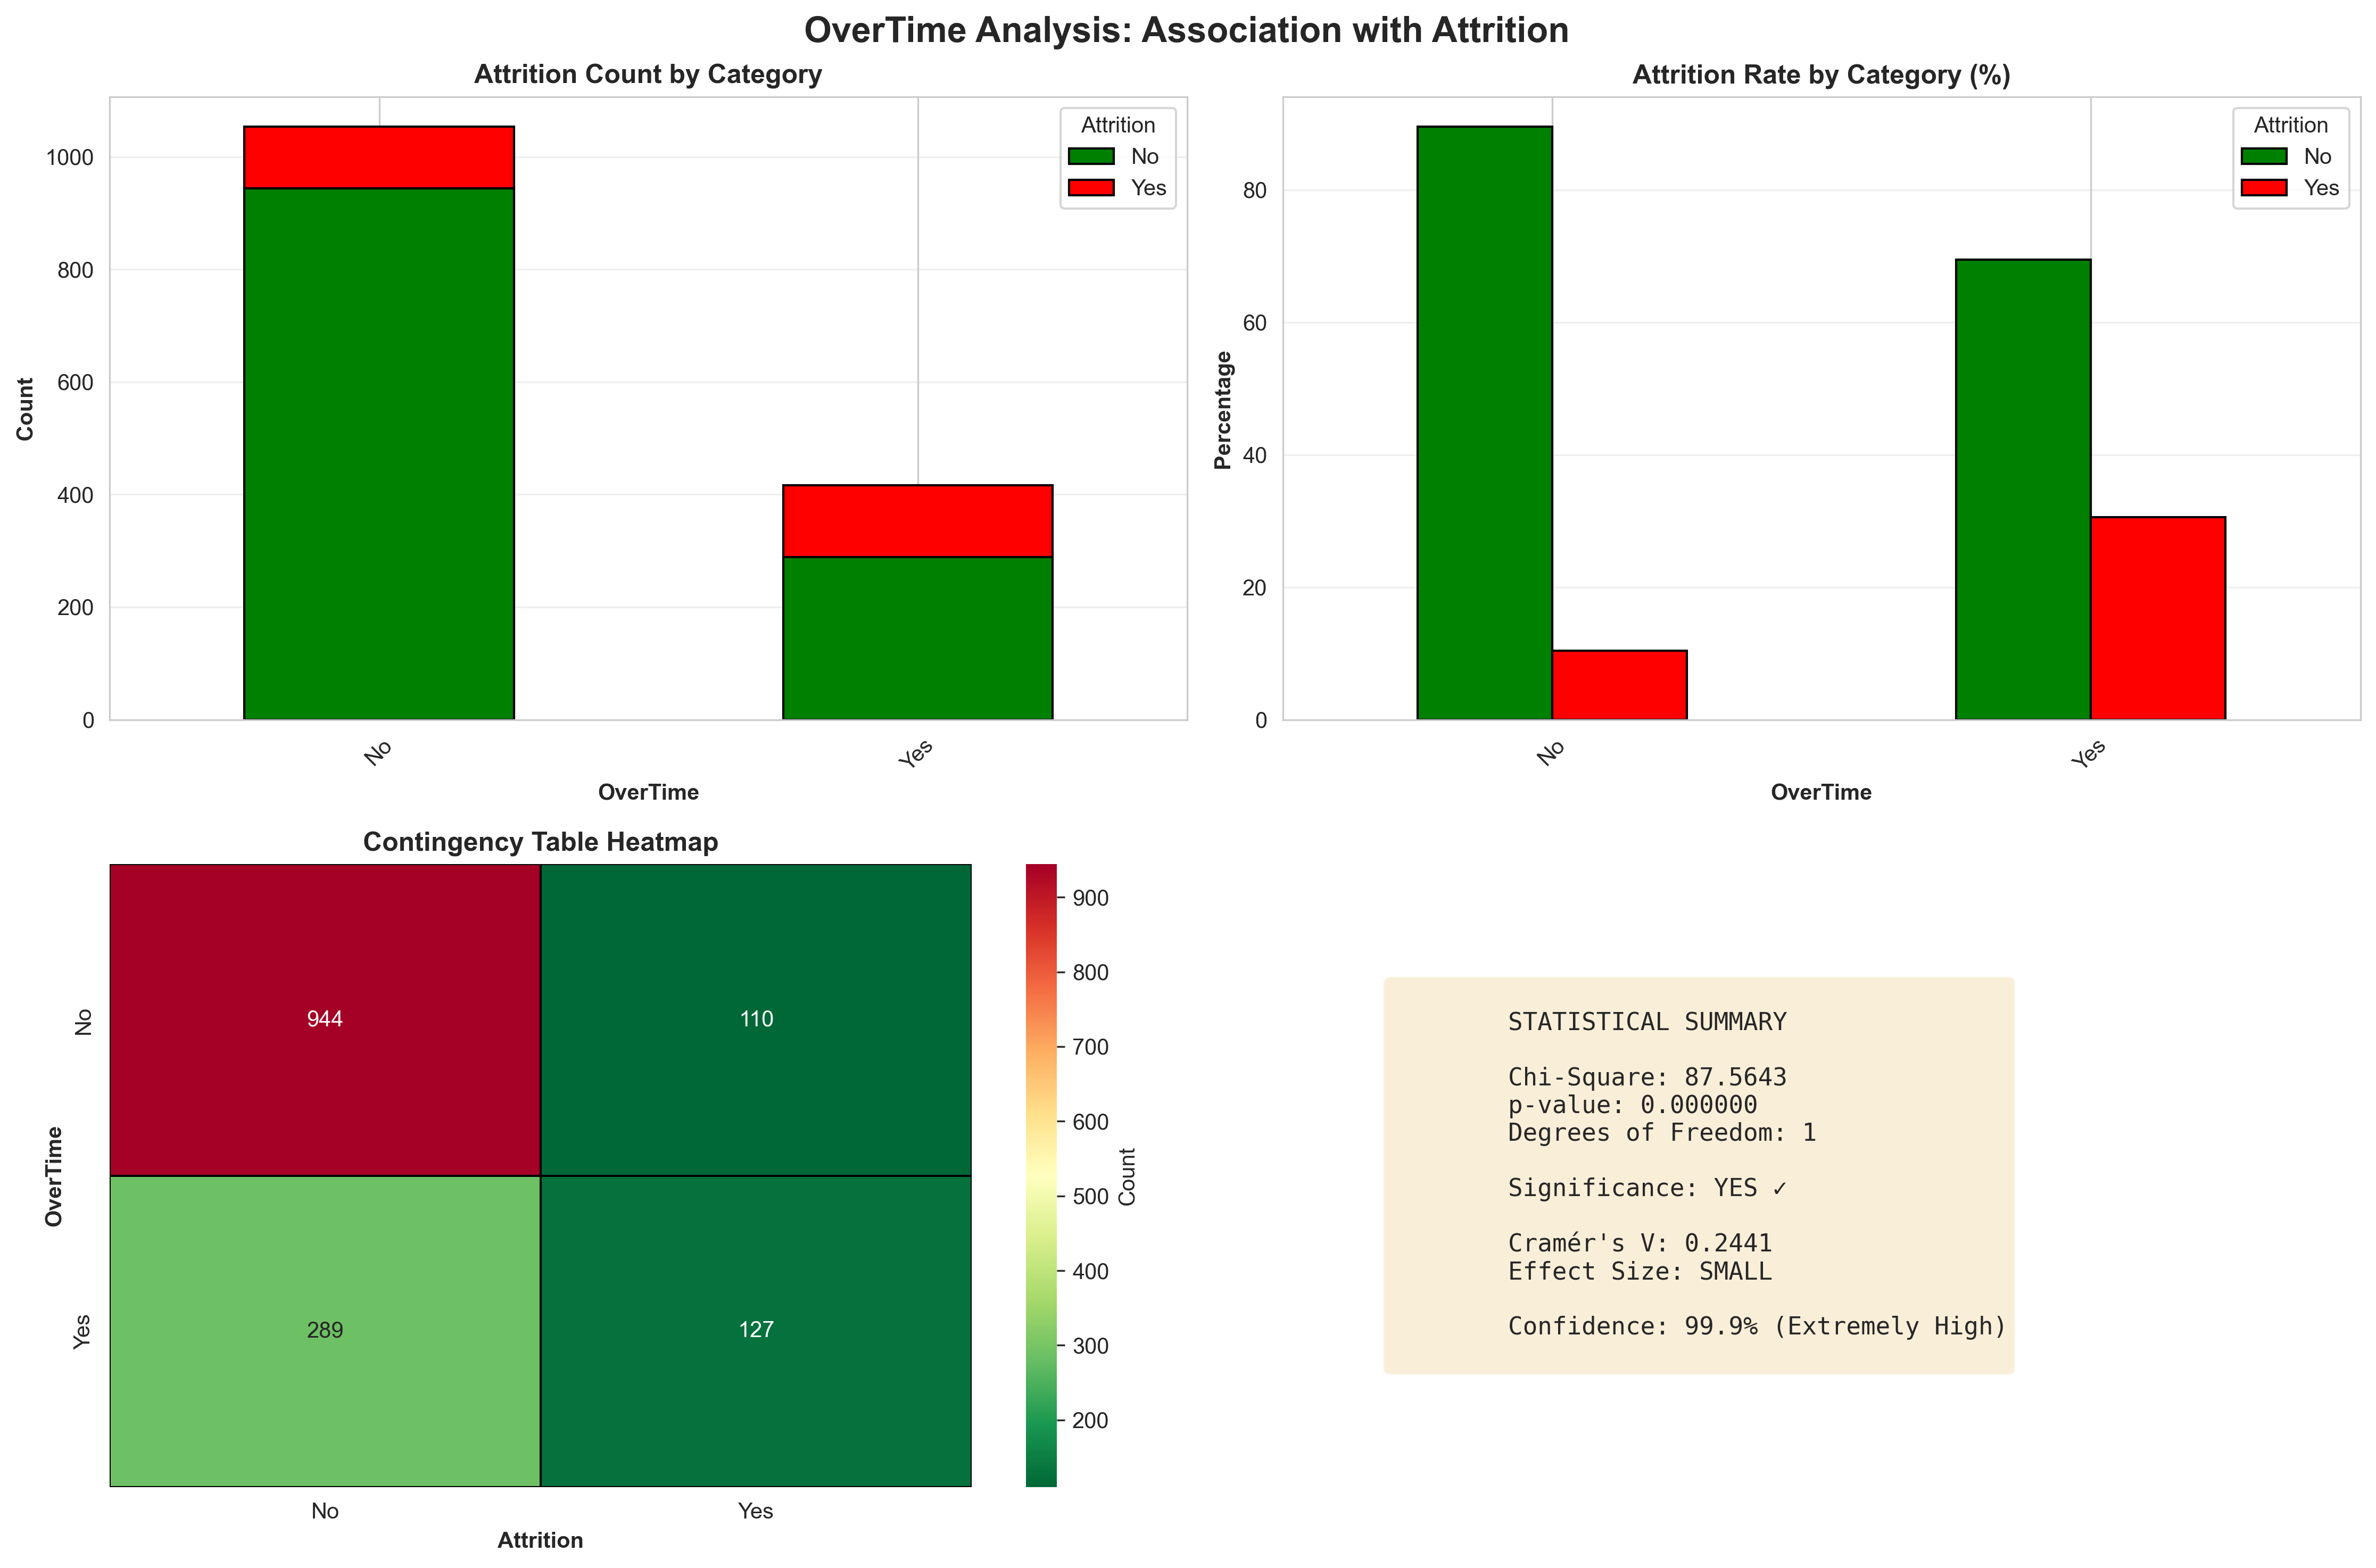 OverTime Analysis: Association with Attrition
Attrition Count by Category
Attrition
No
Yes
1000
800
600
400
200
0
Count
No
Yes
OverTime
Attrition Rate by Category (%)
Attrition
No
Yes
80
60
40
20
0
Percentage
No
Yes
OverTime
Contingency Table Heatmap
944
110
289
127
No
Yes
OverTime
No
Yes
Attrition
900
800
700
600
500
400
300
200
Count
STATISTICAL SUMMARY
Chi-Square: 87.5643
p-value: 0.000000
Degrees of Freedom: 1
Significance: YES ✓
Cramér's V: 0.2441
Effect Size: SMALL
Confidence: 99.9% (Extremely High)